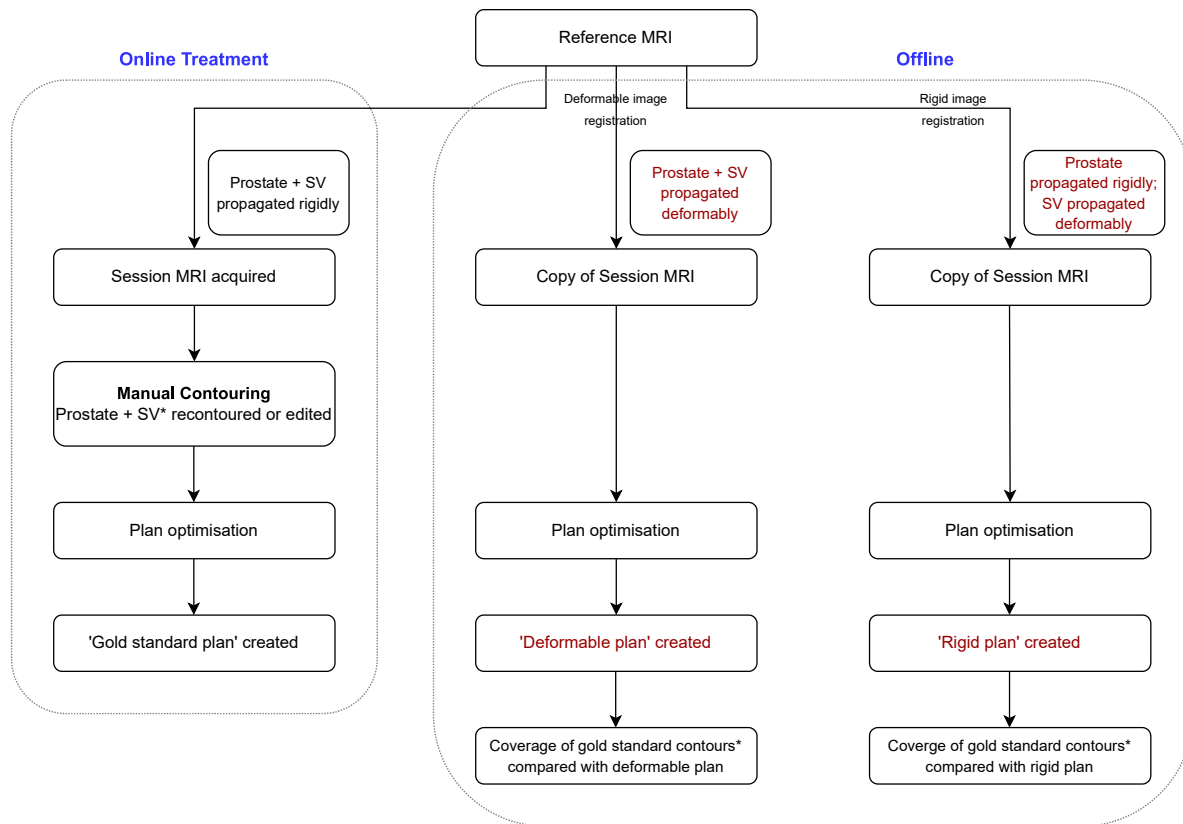 Reference MRI
Online Treatment
Offline
Deformable image
registration
Rigid image
registration
Prostate + SV
propagated rigidly
Prostate + SV
propagated
deformably
Prostate
propagated rigidly;
SV propagated
deformably
Session MRI acquired
Copy of Session MRI
Copy of Session MRI
Manual Contouring
Prostate + SV* recontoured or edited
Plan optimisation
Plan optimisation
Plan optimisation
'Gold standard plan' created
'Deformable plan' created
'Rigid plan' created
Coverage of gold standard contours*
compared with deformable plan
Coverge of gold standard contours*
compared with rigid plan